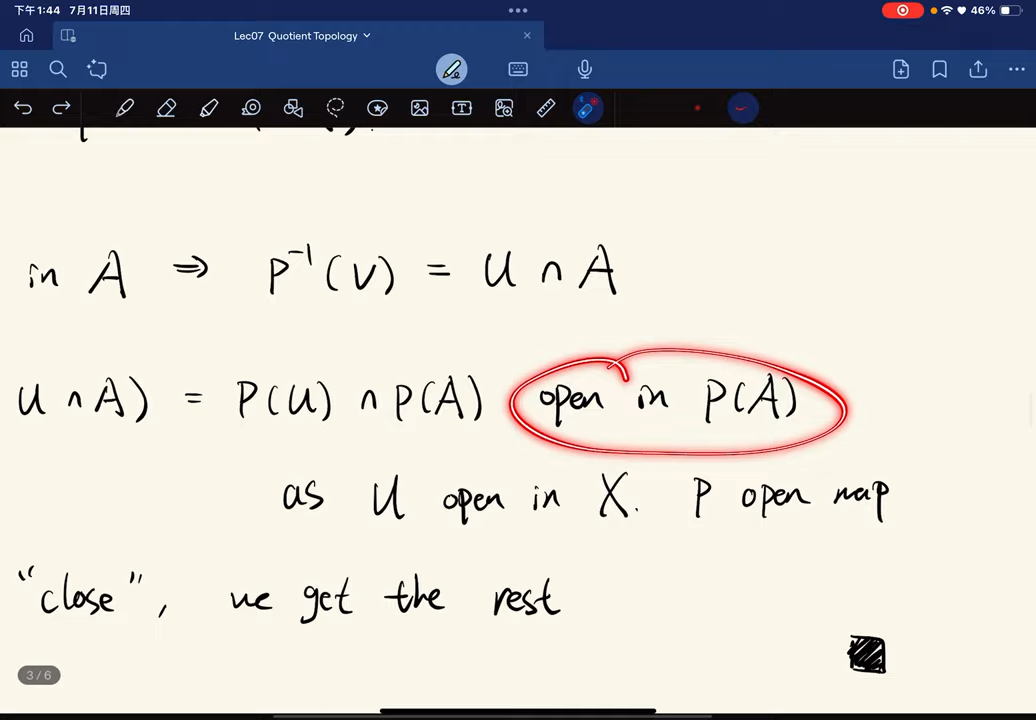 下午1:44 7月11日周四
46%
Lec07 Quotient Topology
in A ⇒ p⁻¹(V) = U ∩ A
U ∩ A) = P(U) ∩ P(A) open in P(A)
as U open in X. P open map
"close", we get the rest
3 / 6